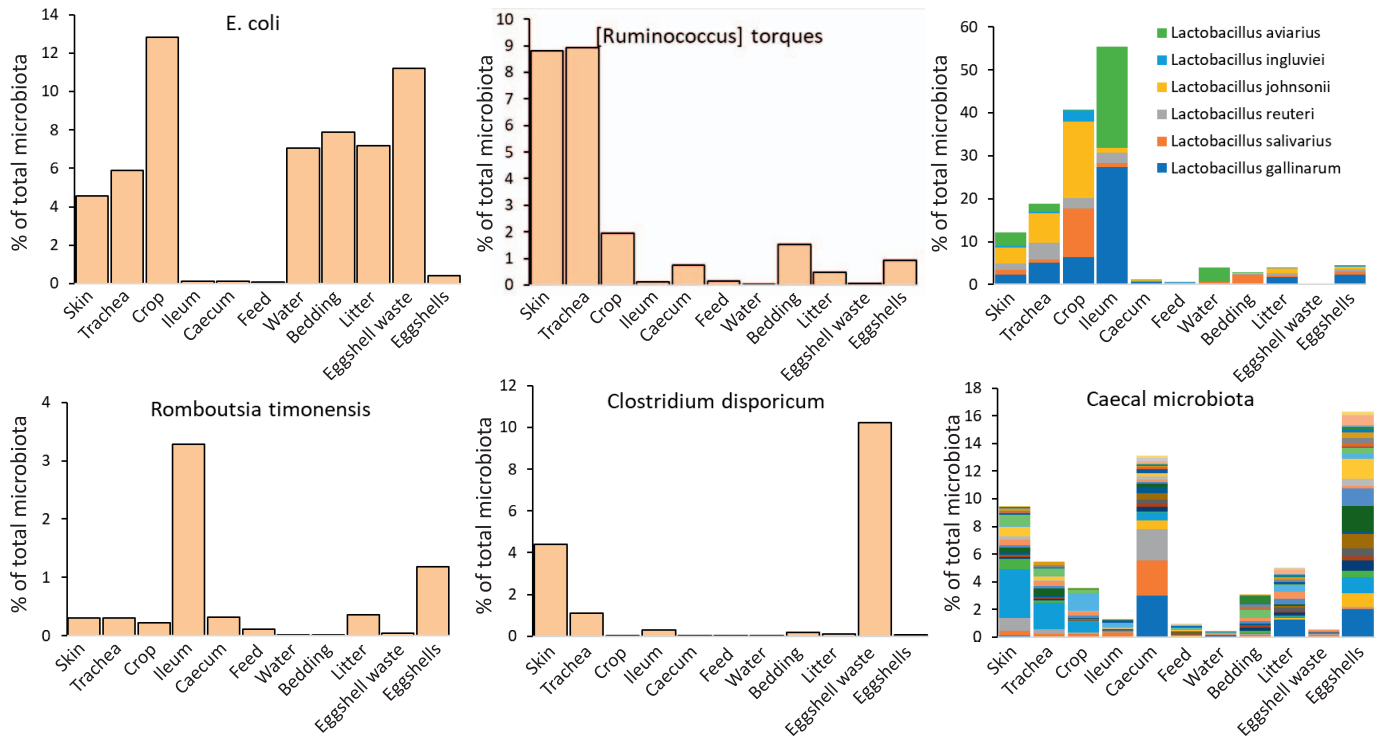 E. coli
% of total microbiota
14
12
10
8
6
4
2
0
Skin
Trachea
Crop
Ileum
Caecum
Feed
Water
Bedding
Litter
Eggshell waste
Eggshells
[Ruminococcus] torques
% of total microbiota
10
9
8
7
6
5
4
3
2
1
0
Skin
Trachea
Crop
Ileum
Caecum
Feed
Water
Bedding
Litter
Eggshell waste
Eggshells
% of total microbiota
60
50
40
30
20
10
0
Lactobacillus aviarius
Lactobacillus ingluviei
Lactobacillus johnsonii
Lactobacillus reuteri
Lactobacillus salivarius
Lactobacillus gallinarum
Skin
Trachea
Crop
Ileum
Caecum
Feed
Water
Bedding
Litter
Eggshell waste
Eggshells
Romboutsia timonensis
% of total microbiota
4
3
2
1
0
Skin
Trachea
Crop
Ileum
Caecum
Feed
Water
Bedding
Litter
Eggshell waste
Eggshells
Clostridium disporicum
% of total microbiota
12
10
8
6
4
2
0
Skin
Trachea
Crop
Ileum
Caecum
Feed
Water
Bedding
Litter
Eggshell waste
Eggshells
Caecal microbiota
% of total microbiota
18
16
14
12
10
8
6
4
2
0
Skin
Trachea
Crop
Ileum
Caecum
Feed
Water
Bedding
Litter
Eggshell waste
Eggshells